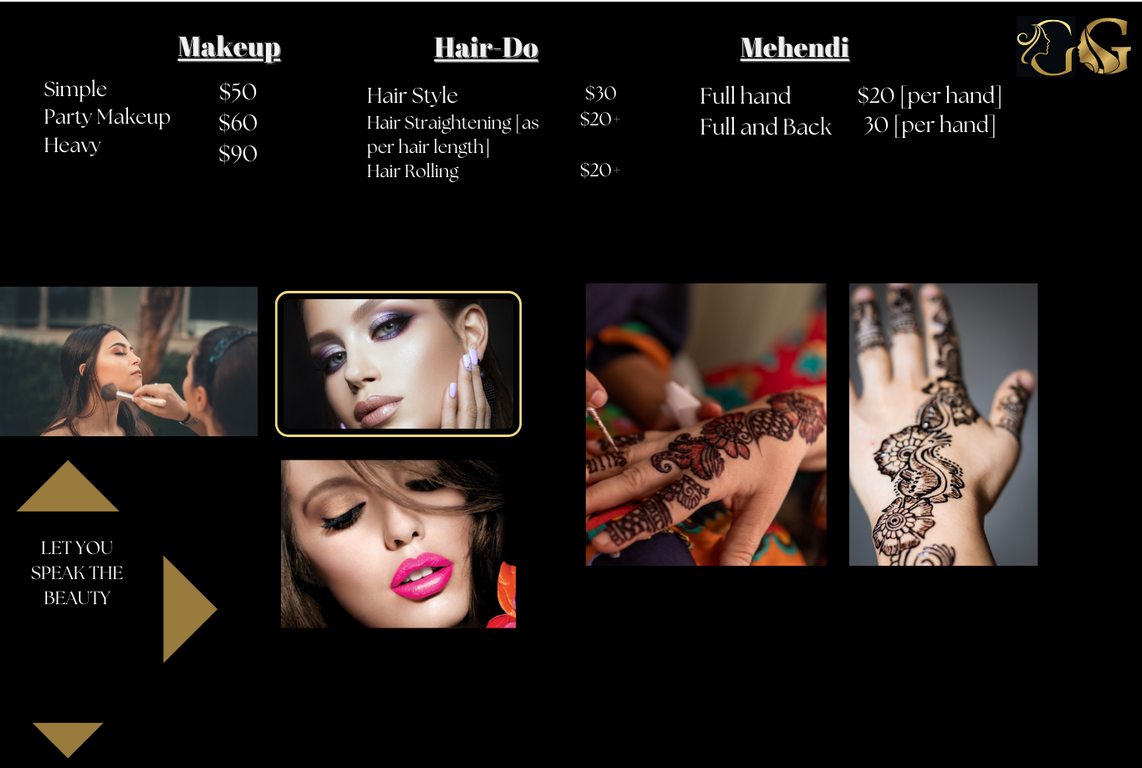 Makeup
Simple $50
Party Makeup $60
Heavy $90
Hair-Do
Hair Style $30
Hair Straightening [as $20+
per hair length]
Hair Rolling $20+
Mehendi
Full hand $20 [per hand]
Full and Back 30 [per hand]
GG
LET YOU
SPEAK THE
BEAUTY